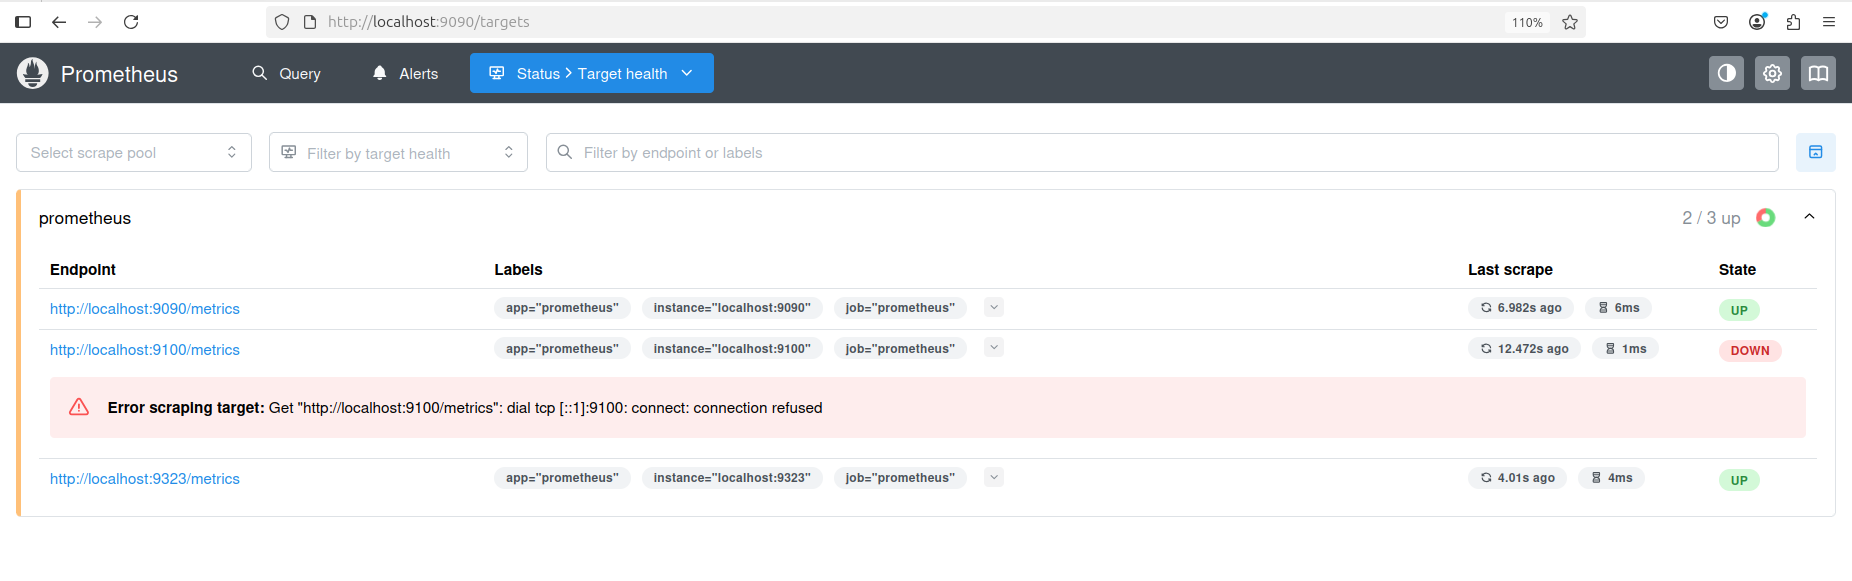 http://localhost:9090/targets 110%
Prometheus Query Alerts Status > Target health
Select scrape pool Filter by target health Filter by endpoint or labels
prometheus 2 / 3 up
Endpoint Labels Last scrape State
http://localhost:9090/metrics app="prometheus" instance="localhost:9090" job="prometheus" 6.982s ago 6ms UP
http://localhost:9100/metrics app="prometheus" instance="localhost:9100" job="prometheus" 12.472s ago 1ms DOWN
Error scraping target: Get "http://localhost:9100/metrics": dial tcp [::1]:9100: connect: connection refused
http://localhost:9323/metrics app="prometheus" instance="localhost:9323" job="prometheus" 4.01s ago 4ms UP